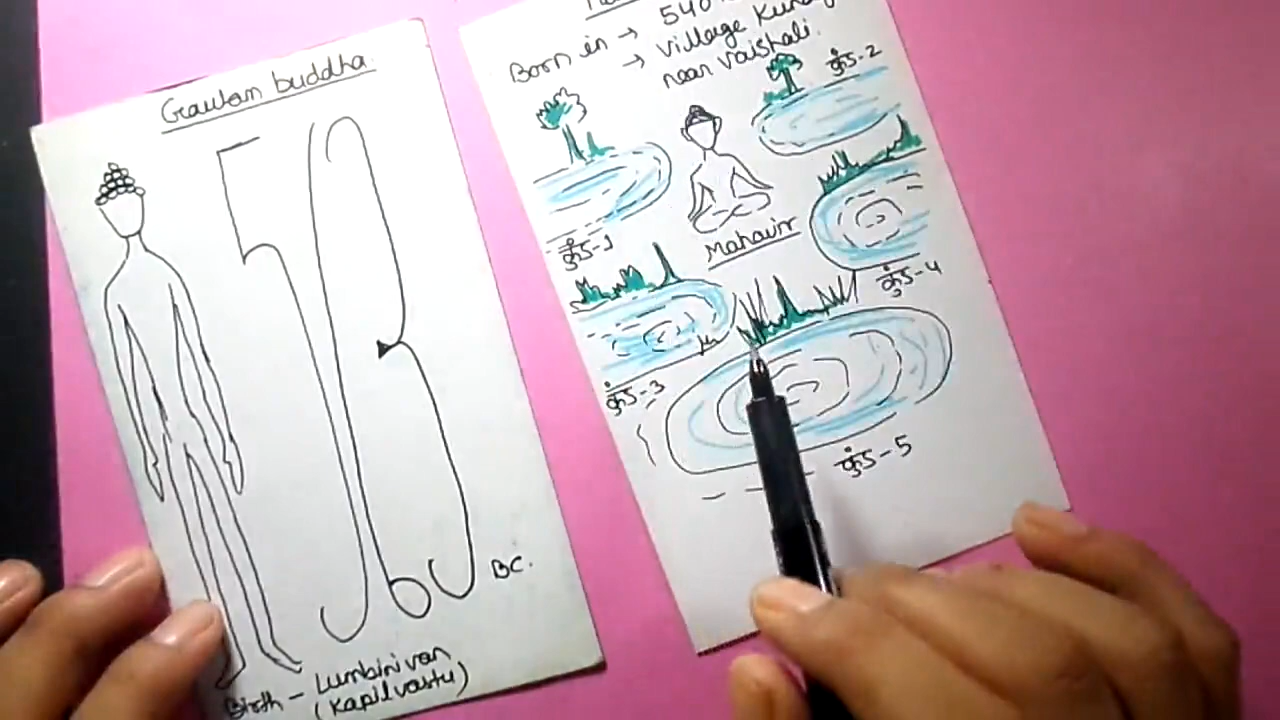 Gautam buddha
563
BC.
Birth - Lumbini van
(Kapilvastu)
Born in → 540
→ Village
near Vaishali.
कुंड-1
कुंड-2
Mahavir
कुंड-3
कुंड-4
कुंड-5